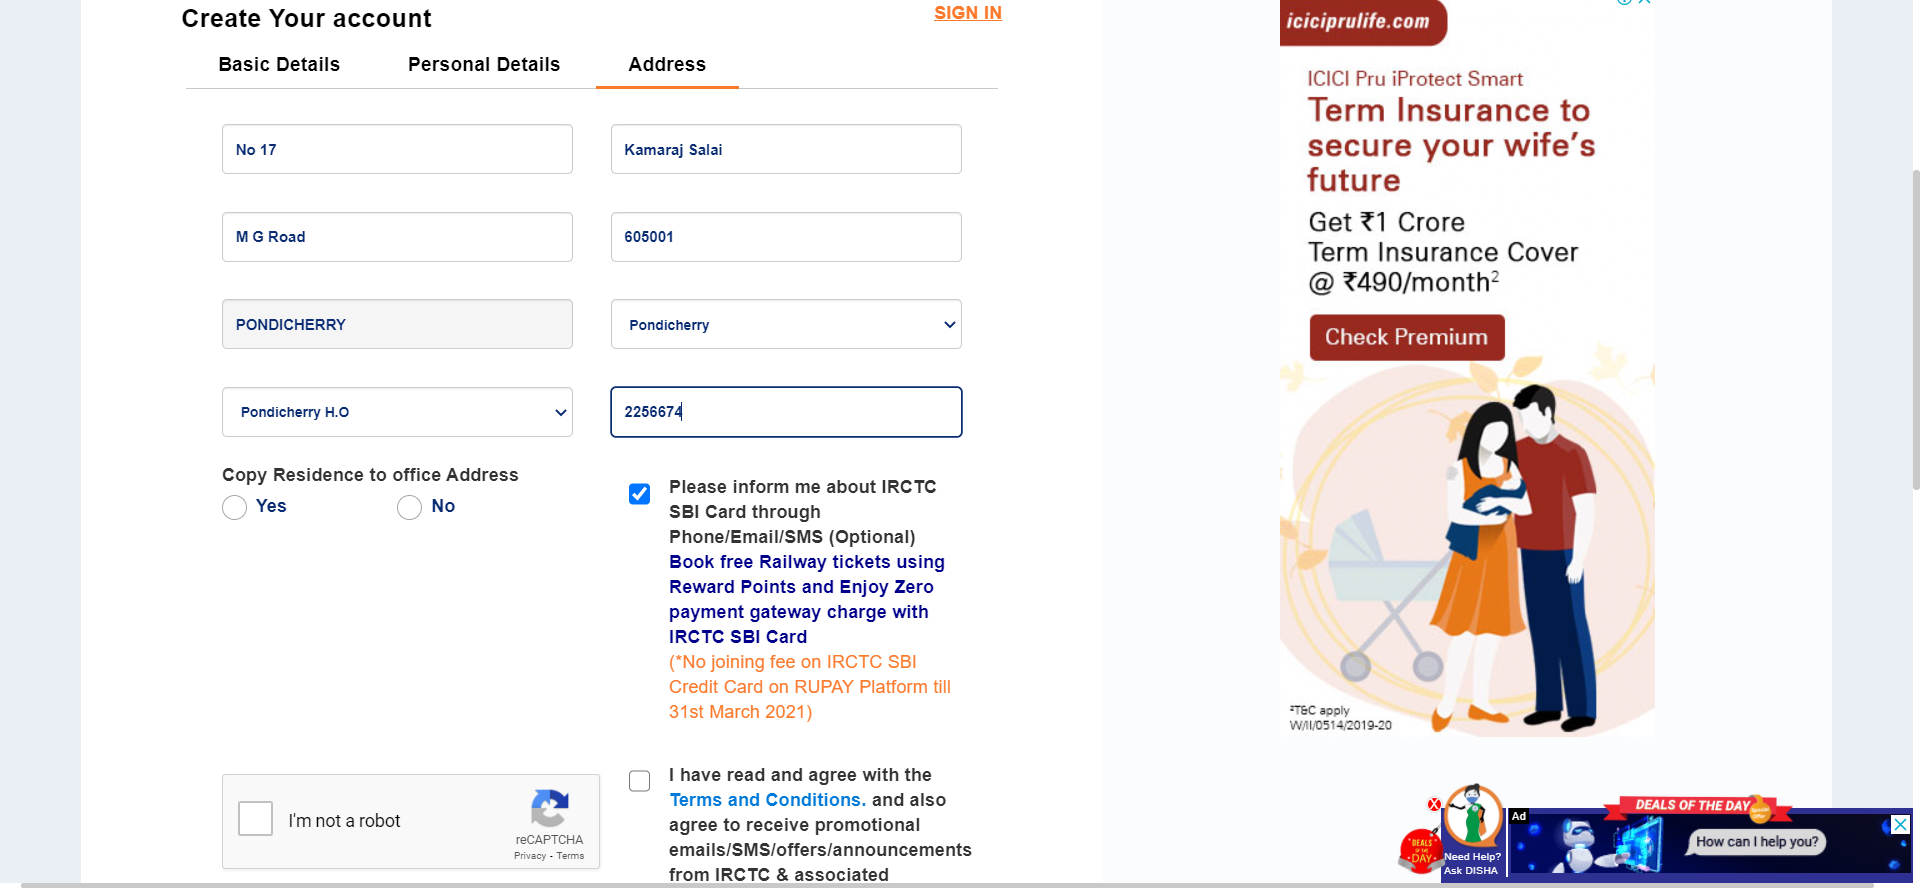 Create Your account
SIGN IN
Basic Details
Personal Details
Address
No 17
Kamaraj Salai
M G Road
605001
PONDICHERRY
Pondicherry
Pondicherry H.O
2256674
Copy Residence to office Address
Yes
No
Please inform me about IRCTC
SBI Card through
Phone/Email/SMS (Optional)
Book free Railway tickets using
Reward Points and Enjoy Zero
payment gateway charge with
IRCTC SBI Card
(*No joining fee on IRCTC SBI
Credit Card on RUPAY Platform till
31st March 2021)
I'm not a robot
reCAPTCHA
Privacy - Terms
I have read and agree with the
Terms and Conditions. and also
agree to receive promotional
emails/SMS/offers/announcements
from IRCTC & associated
iciciprulife.com
ICICI Pru iProtect Smart
Term Insurance to
secure your wife's
future
Get ₹1 Crore
Term Insurance Cover
@ ₹490/month²
Check Premium
²T&C apply
W/II/0514/2019-20
DEALS OF THE DAY
DEALS
OF THE
DAY
Need Help?
Ask DISHA
Ad
How can I help you?